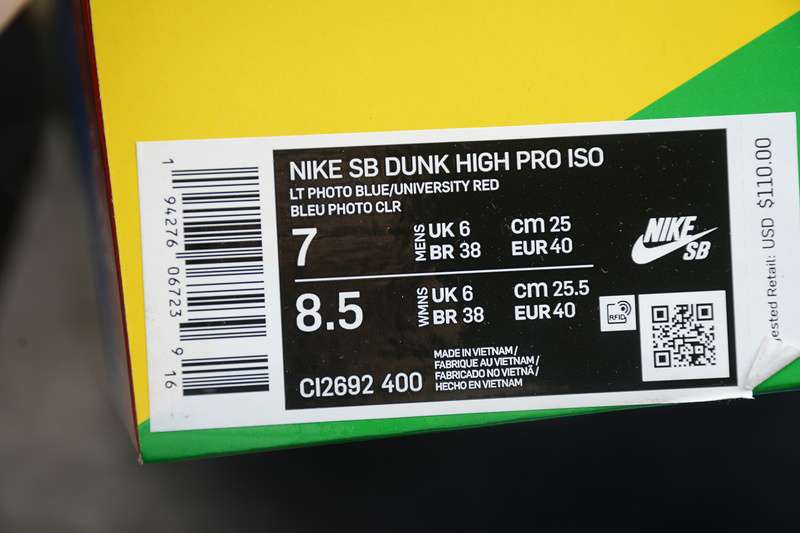 NIKE SB DUNK HIGH PRO ISO
LT PHOTO BLUE/UNIVERSITY RED
BLEU PHOTO CLR
7 MENS UK 6 CM 25
BR 38 EUR 40
8.5 WMNS UK 6 CM 25.5
BR 38 EUR 40
CI2692 400
MADE IN VIETNAM /
FABRIQUE AU VIETNAM /
FABRICADO NO VIETNÃ /
HECHO EN VIETNAM
NIKE
SB
RFID
1 94276 06723 9 16
Retail: USD $110.00